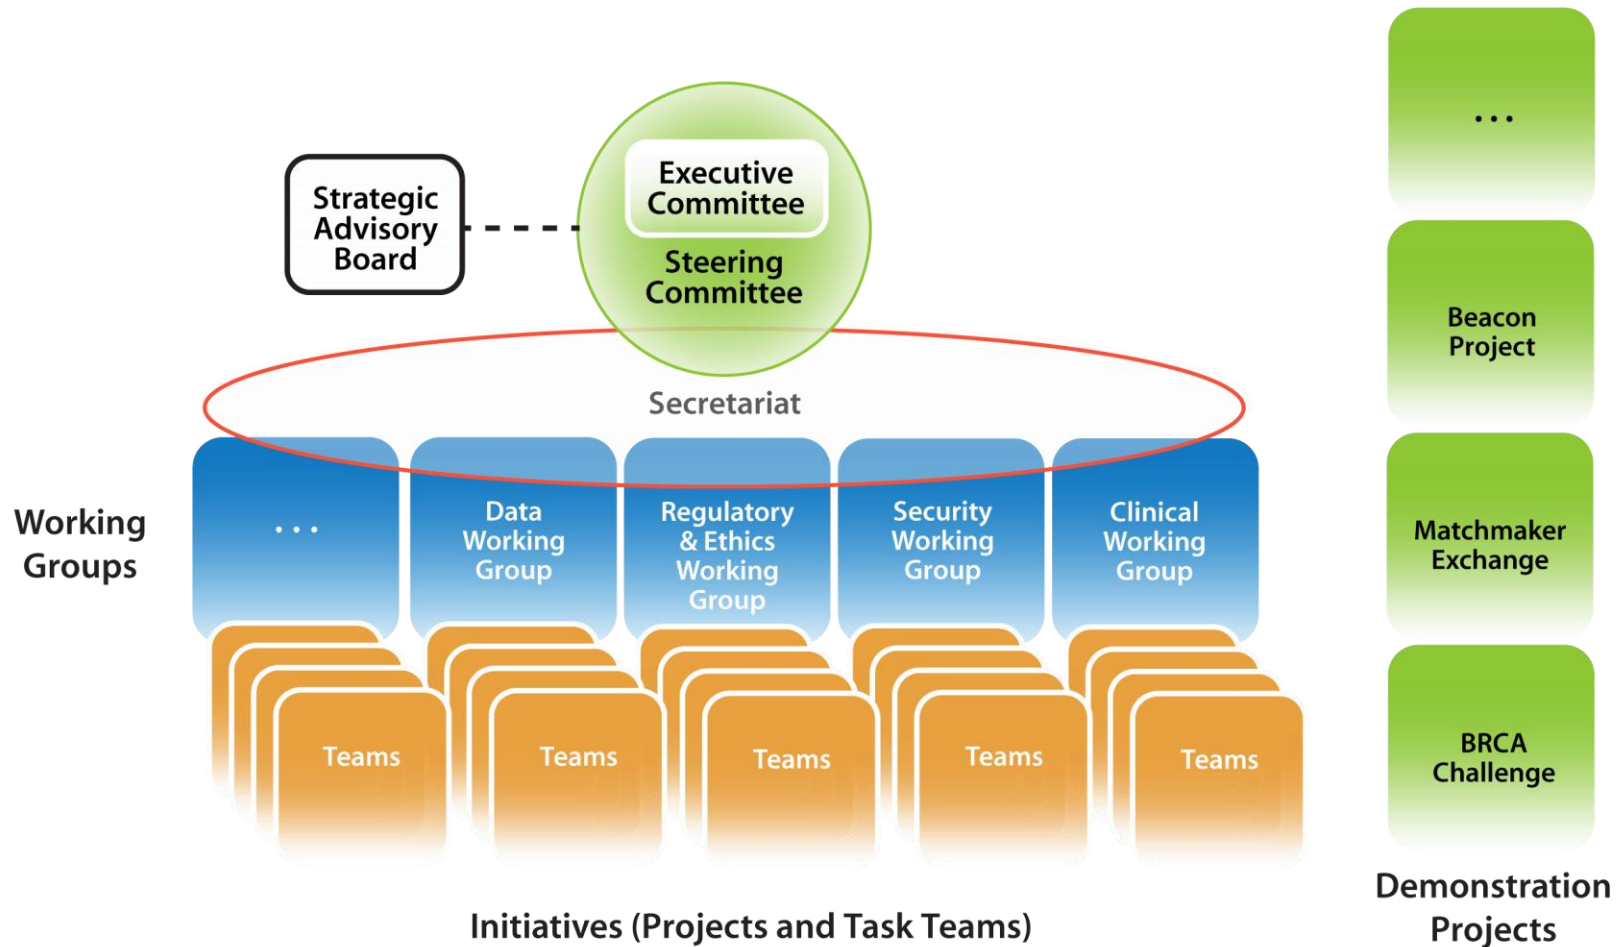 Strategic
Advisory
Board
Executive
Committee
Steering
Committee
Secretariat
Working
Groups
...
Data
Working
Group
Regulatory
& Ethics
Working
Group
Security
Working
Group
Clinical
Working
Group
Teams
Teams
Teams
Teams
Teams
Initiatives (Projects and Task Teams)
...
Beacon
Project
Matchmaker
Exchange
BRCA
Challenge
Demonstration
Projects